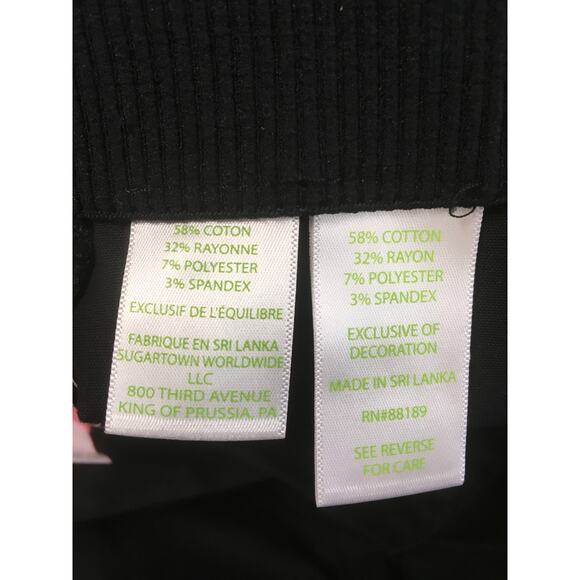 58% COTON
32% RAYONNE
7% POLYESTER
3% SPANDEX
EXCLUSIF DE L'ÉQUILIBRE
FABRIQUE EN SRI LANKA
SUGARTOWN WORLDWIDE
LLC
800 THIRD AVENUE
KING OF PRUSSIA, PA
58% COTTON
32% RAYON
7% POLYESTER
3% SPANDEX
EXCLUSIVE OF
DECORATION
MADE IN SRI LANKA
RN#88189
SEE REVERSE
FOR CARE